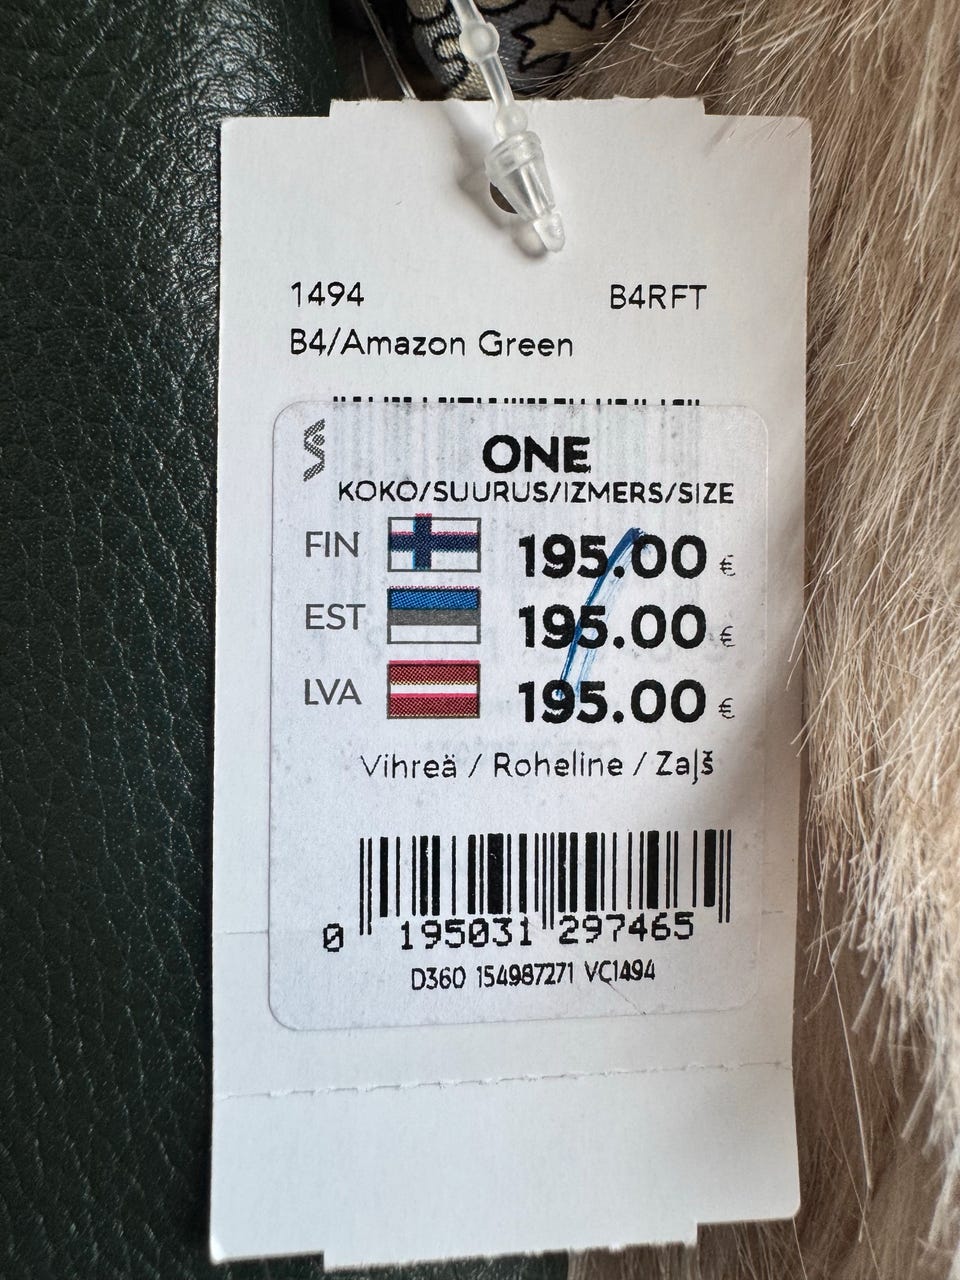 1494 B4RFT
B4/Amazon Green
ONE
KOKO/SUURUS/IZMERS/SIZE
FIN 195.00 €
EST 195.00 €
LVA 195.00 €
Vihreä / Roheline / Zaļš
0 195031 297465
D360 154987271 VC1494